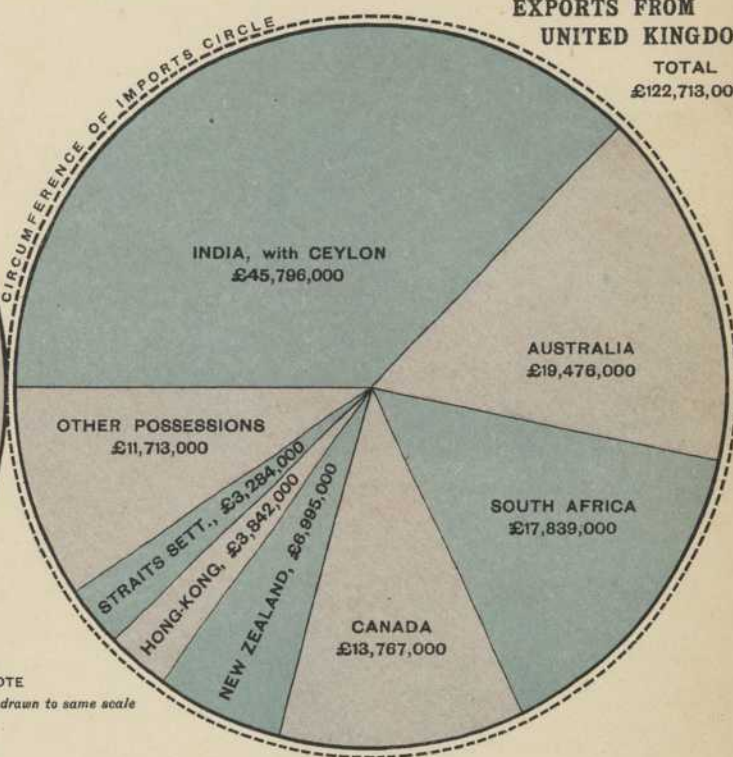 EXPORTS FROM
UNITED KINGDO
TOTAL
£122,713,00
CIRCUMFERENCE OF IMPORTS CIRCLE
INDIA, with CEYLON
£45,796,000
AUSTRALIA
£19,476,000
OTHER POSSESSIONS
£11,713,000
STRAITS SETT., £3,284,000
HONG-KONG, £3,842,000
NEW ZEALAND, £6,995,000
SOUTH AFRICA
£17,839,000
CANADA
£13,767,000
OTE
drawn to same scale